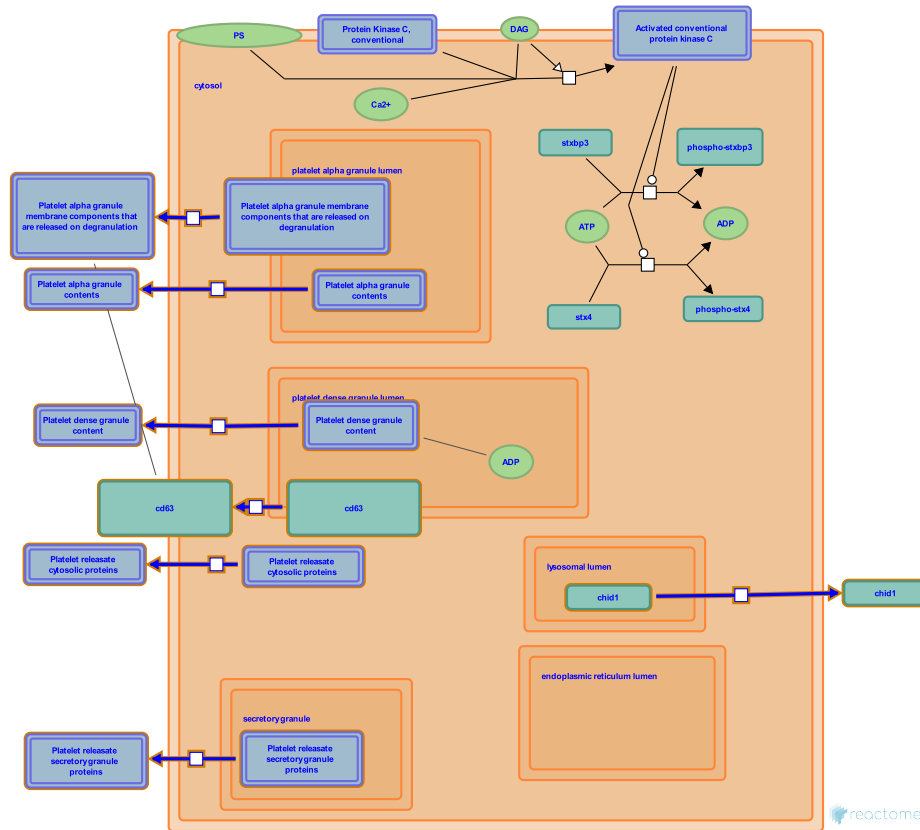 PS
Protein Kinase C,
conventional
DAG
Activated conventional
protein kinase C
cytosol
Ca2+
stxbp3
phospho-stxbp3
platelet alpha granule lumen
Platelet alpha granule
membrane components that
are released on degranulation
Platelet alpha granule membrane
components that are released on
degranulation
ATP
ADP
Platelet alpha granule
contents
Platelet alpha granule
contents
stx4
phospho-stx4
platelet dense granule lumen
Platelet dense granule
content
Platelet dense granule
content
ADP
cd63
cd63
Platelet releasate
cytosolic proteins
Platelet releasate
cytosolic proteins
lysosomal lumen
chid1
chid1
endoplasmic reticulum lumen
secretory granule
Platelet releasate
secretory granule
proteins
Platelet releasate
secretory granule
proteins
reactome